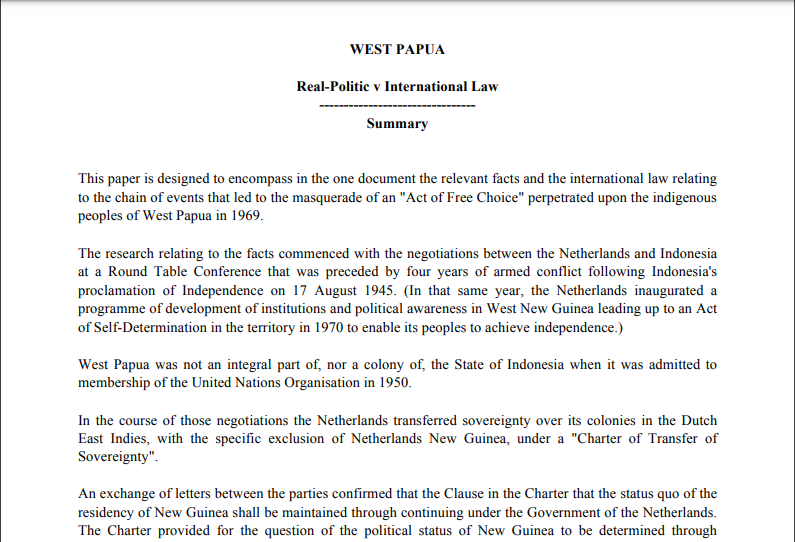 WEST PAPUA
Real-Politic v International Law
--------------------------------
Summary
This paper is designed to encompass in the one document the relevant facts and the international law relating
to the chain of events that led to the masquerade of an "Act of Free Choice" perpetrated upon the indigenous
peoples of West Papua in 1969.
The research relating to the facts commenced with the negotiations between the Netherlands and Indonesia
at a Round Table Conference that was preceded by four years of armed conflict following Indonesia's
proclamation of Independence on 17 August 1945. (In that same year, the Netherlands inaugurated a
programme of development of institutions and political awareness in West New Guinea leading up to an Act
of Self-Determination in the territory in 1970 to enable its peoples to achieve independence.)
West Papua was not an integral part of, nor a colony of, the State of Indonesia when it was admitted to
membership of the United Nations Organisation in 1950.
In the course of those negotiations the Netherlands transferred sovereignty over its colonies in the Dutch
East Indies, with the specific exclusion of Netherlands New Guinea, under a "Charter of Transfer of
Sovereignty".
An exchange of letters between the parties confirmed that the Clause in the Charter that the status quo of the
residency of New Guinea shall be maintained through continuing under the Government of the Netherlands.
The Charter provided for the question of the political status of New Guinea to be determined through